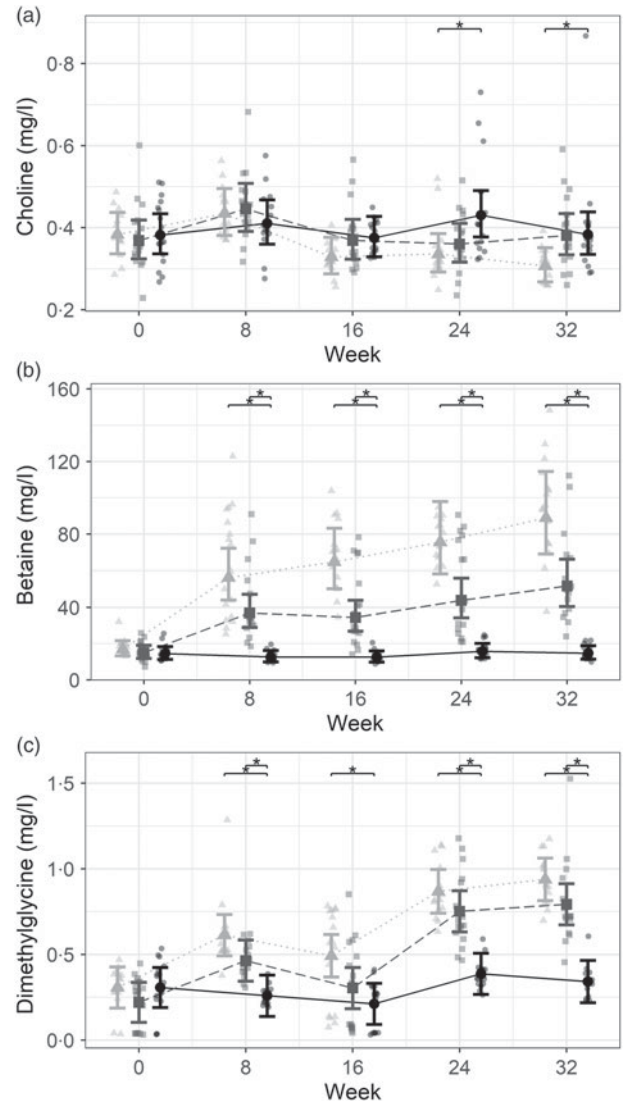 (a)
* *
0·8
0·6
0·4
0·2
Choline (mg/l)
0 8 16 24 32
Week
(b)
* * * *
* * * *
160
120
80
40
0
Betaine (mg/l)
0 8 16 24 32
Week
(c)
* * *
* * * *
1·5
1·0
0·5
0·0
Dimethylglycine (mg/l)
0 8 16 24 32
Week